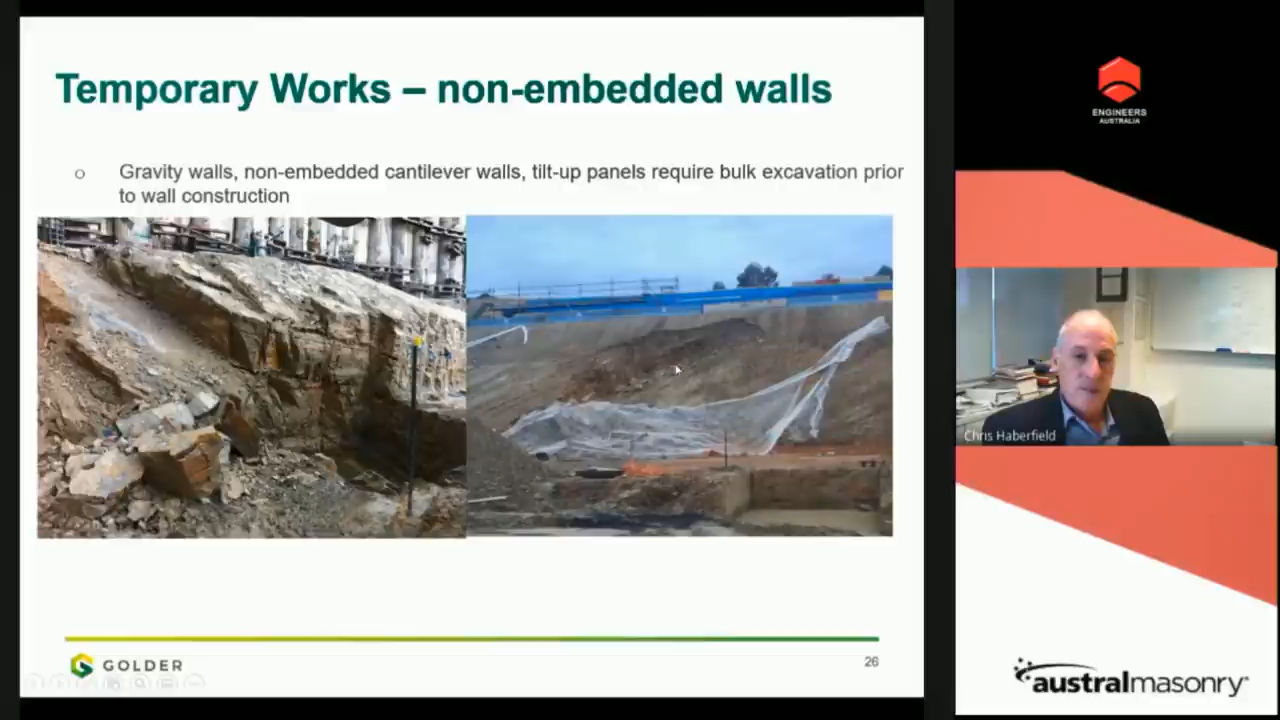 Temporary Works – non-embedded walls
○ Gravity walls, non-embedded cantilever walls, tilt-up panels require bulk excavation prior
to wall construction
GOLDER
26
ENGINEERS
AUSTRALIA
Chris Haberfield
australmasonry